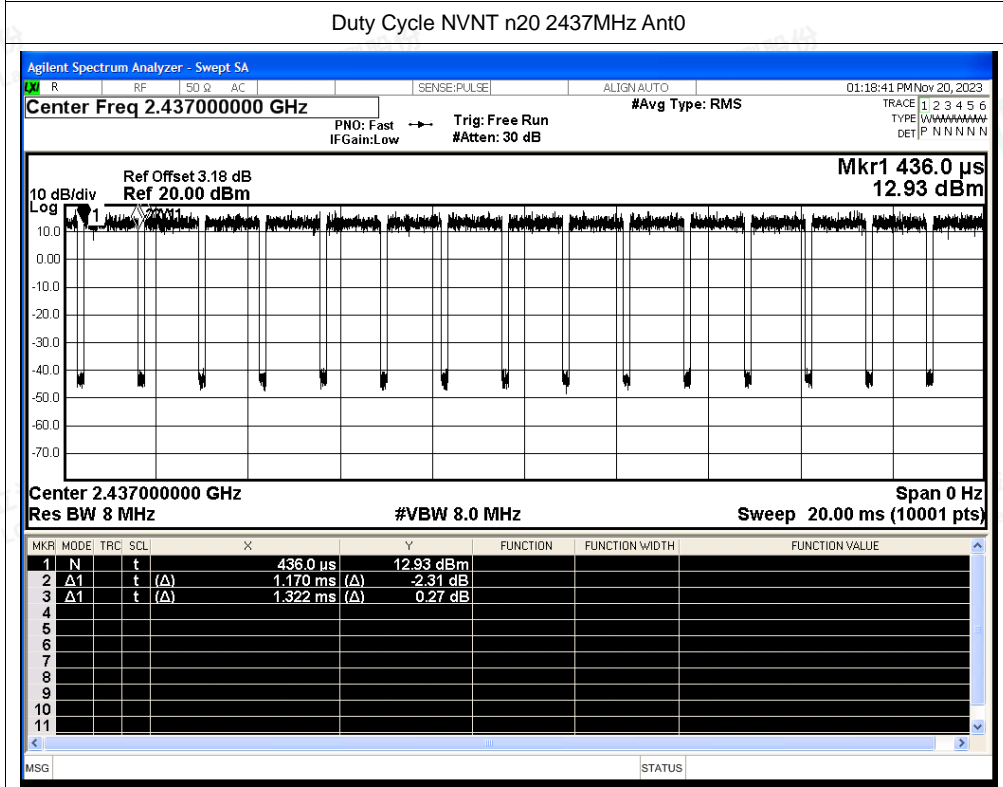 Duty Cycle NVNT n20 2437MHz Ant0
Agilent Spectrum Analyzer - Swept SA
LXI R RF 50 Ω AC SENSE:PULSE ALIGN AUTO 01:18:41 PM Nov 20, 2023
Center Freq 2.437000000 GHz #Avg Type: RMS TRACE 1 2 3 4 5 6
PNO: Fast Trig: Free Run TYPE WWWWWW
IFGain:Low #Atten: 30 dB DET P N N N N N
Mkr1 436.0 µs
12.93 dBm
Ref Offset 3.18 dB
10 dB/div Ref 20.00 dBm
Log
1
10.0
0.00
-10.0
-20.0
-30.0
-40.0
-50.0
-60.0
-70.0
Center 2.437000000 GHz Span 0 Hz
Res BW 8 MHz #VBW 8.0 MHz Sweep 20.00 ms (10001 pts)
MKR MODE TRC SCL X Y FUNCTION FUNCTION WIDTH FUNCTION VALUE
1 N t 436.0 µs 12.93 dBm
2 Δ1 t (Δ) 1.170 ms (Δ) -2.31 dB
3 Δ1 t (Δ) 1.322 ms (Δ) 0.27 dB
4
5
6
7
8
9
10
11
MSG STATUS